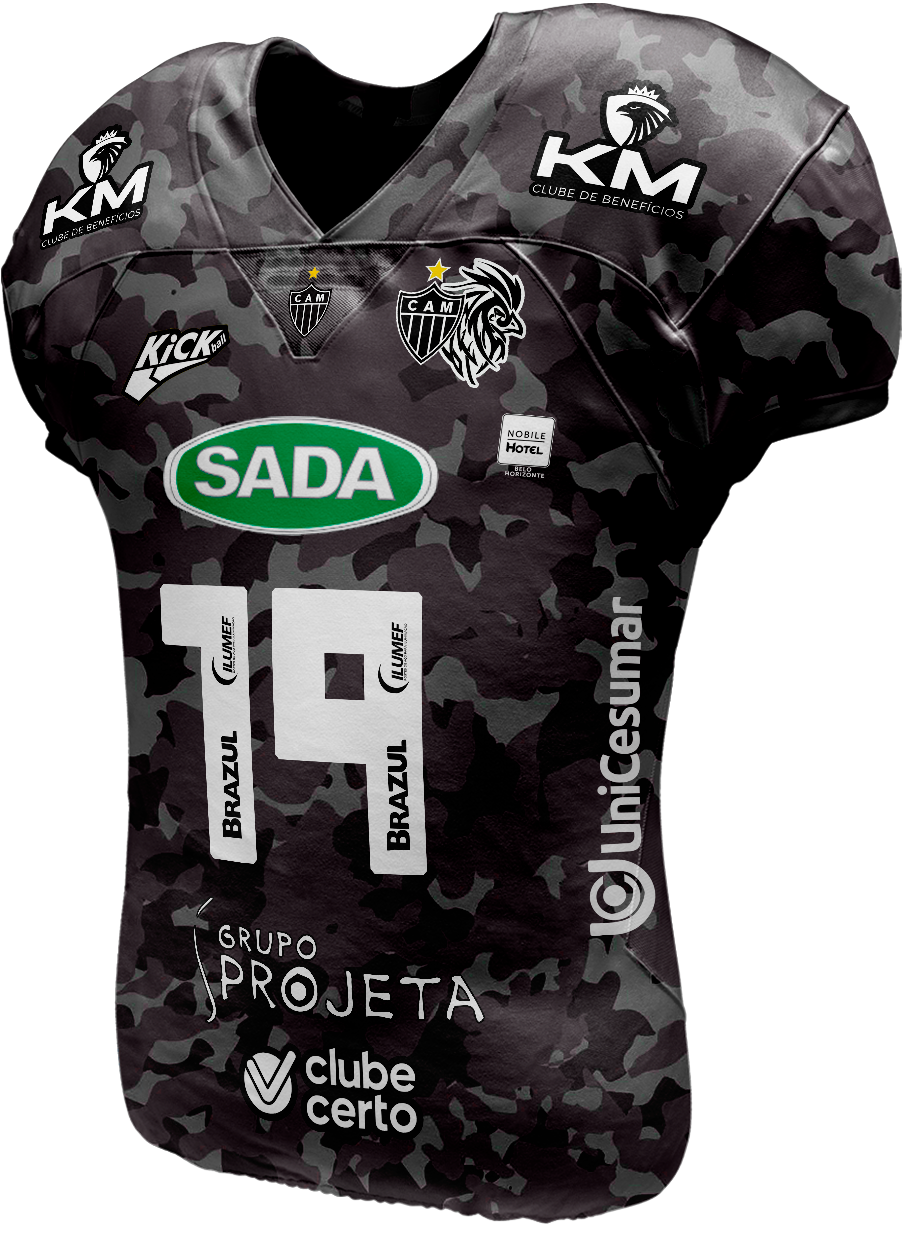 KM
CLUBE DE BENEFÍCIOS
KM
CLUBE DE BENEFÍCIOS
CAM
CAM
KiCK
ball
NOBILE
HOTEL
BELO
HORIZONTE
SADA
19
ILUMEF
BRAZUL
ILUMEF
BRAZUL
UniCesumar
GRUPO
PROJETA
clube
certo